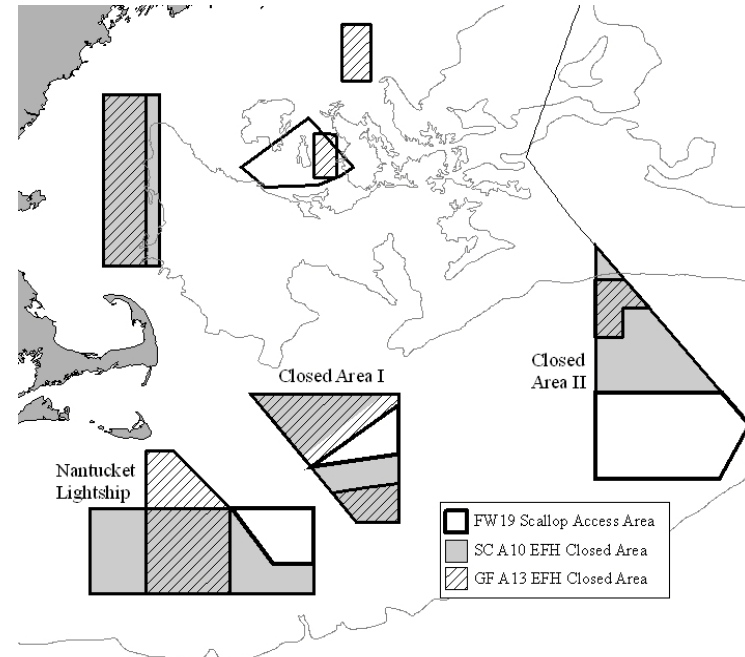 Closed Area I
Closed
Area II
Nantucket
Lightship
FW19 Scallop Access Area
SC A10 EFH Closed Area
GF A13 EFH Closed Area